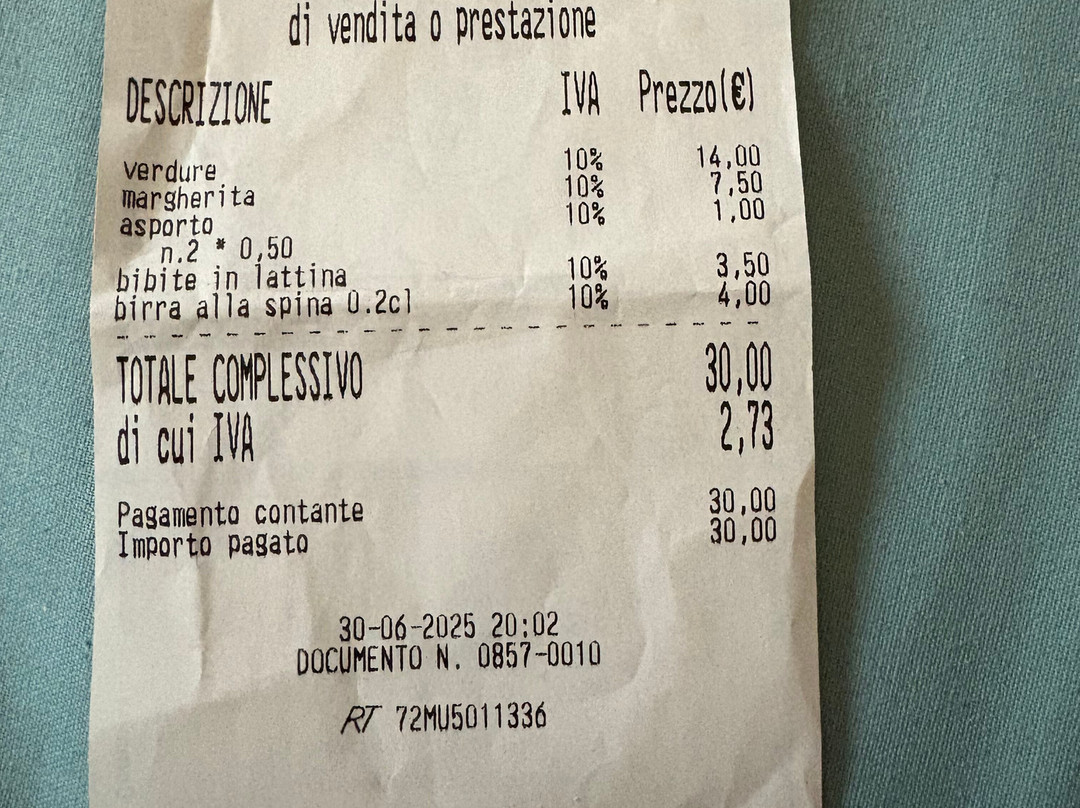 di vendita o prestazione
DESCRIZIONE IVA Prezzo(€)
verdure 10% 14,00
margherita 10% 7,50
asporto 10% 1,00
n.2 * 0,50
bibite in lattina 10% 3,50
birra alla spina 0.2cl 10% 4,00
TOTALE COMPLESSIVO 30,00
di cui IVA 2,73
Pagamento contante 30,00
Importo pagato 30,00
30-06-2025 20:02
DOCUMENTO N. 0857-0010
RT 72MU5011336